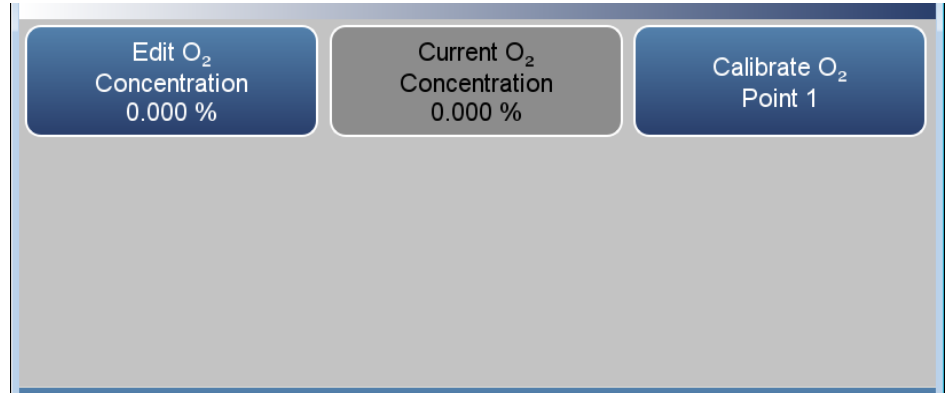 Edit O₂
Concentration
0.000 %
Current O₂
Concentration
0.000 %
Calibrate O₂
Point 1